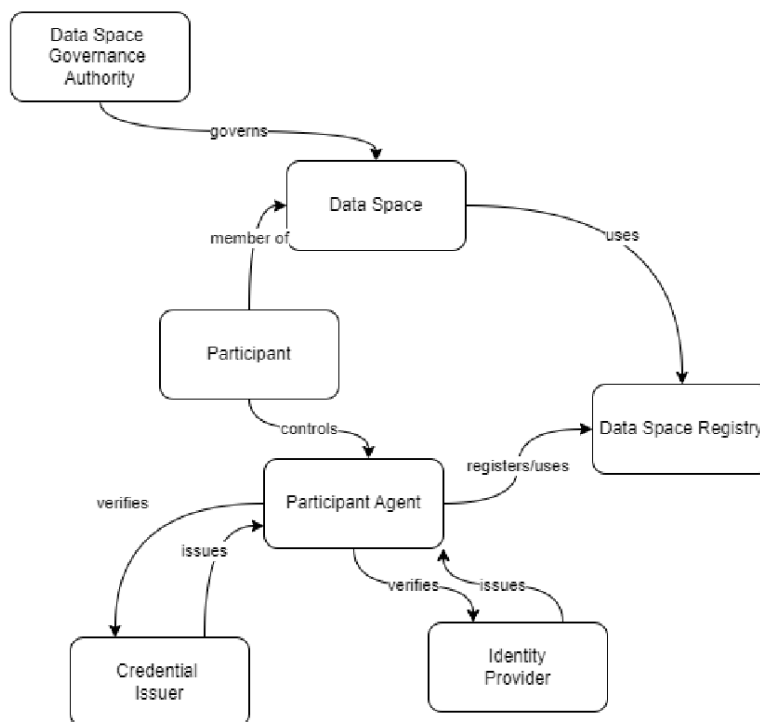 Data Space
Governance
Authority
governs
Data Space
member of
uses
Participant
controls
Data Space Registry
registers/uses
Participant Agent
verifies
issues
verifies
issues
Credential
Issuer
Identity
Provider